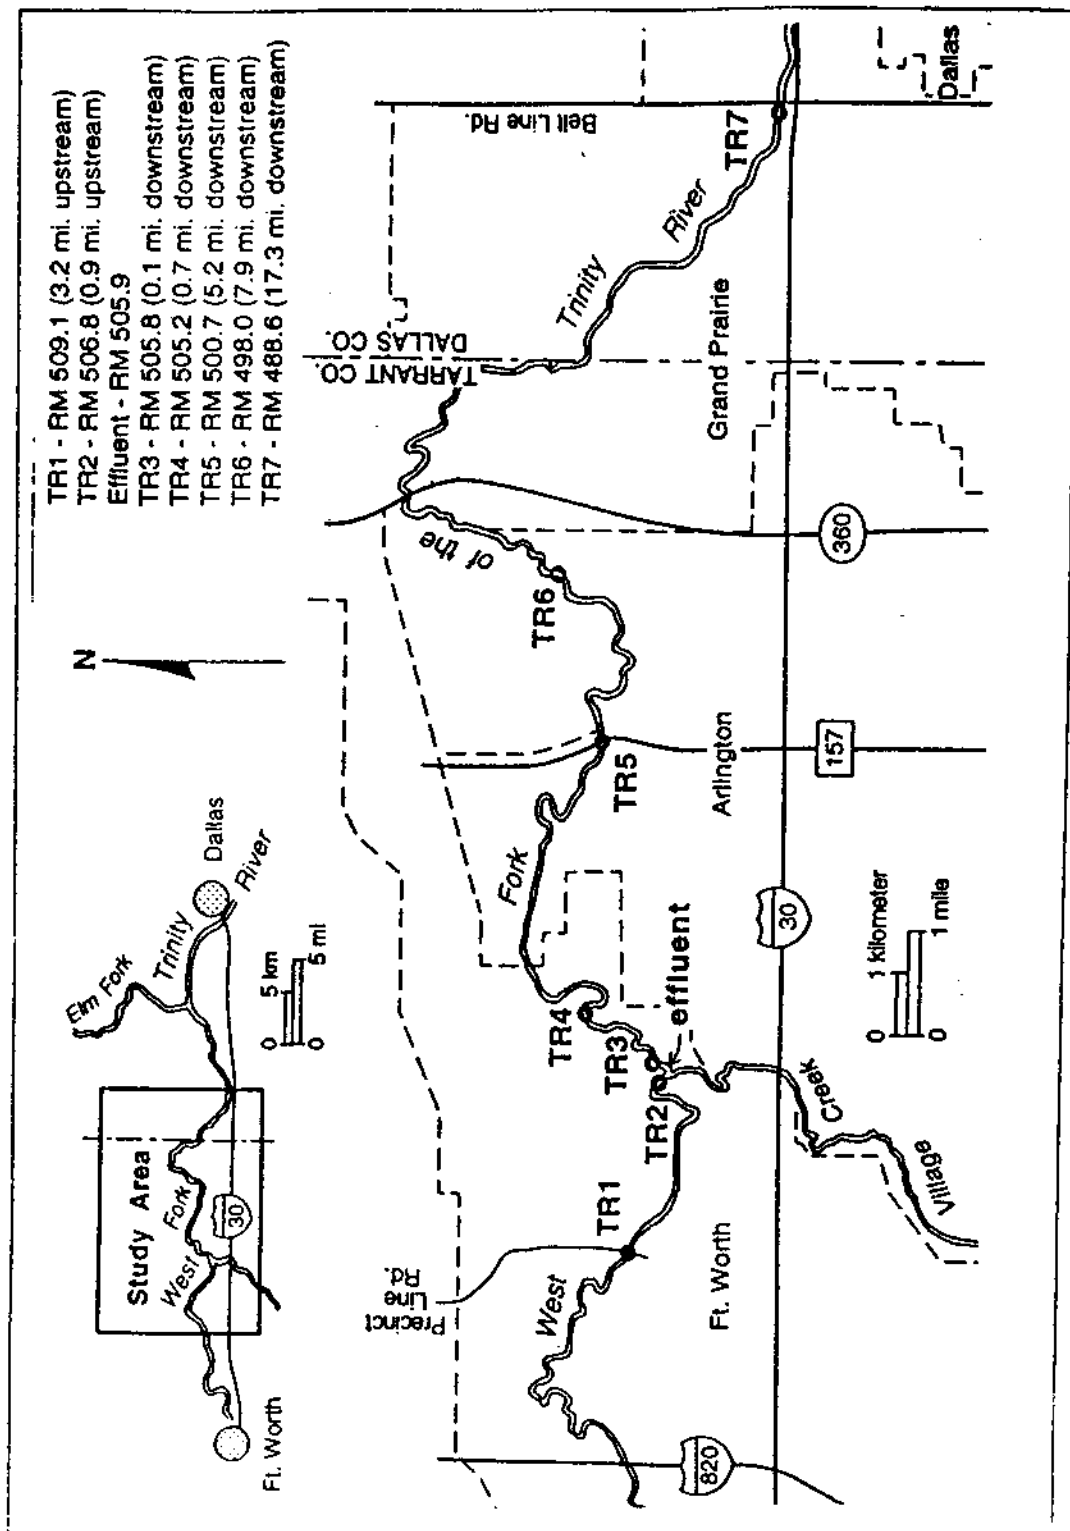 TR1 - RM 509.1 (3.2 mi. upstream)
TR2 - RM 506.8 (0.9 mi. upstream)
Effluent - RM 505.9
TR3 - RM 505.8 (0.1 mi. downstream)
TR4 - RM 505.2 (0.7 mi. downstream)
TR5 - RM 500.7 (5.2 mi. downstream)
TR6 - RM 498.0 (7.9 mi. downstream)
TR7 - RM 488.6 (17.3 mi. downstream)
N
Elm Fork
Trinity
River
Dallas
Study Area
West
Fork
30
Ft. Worth
0
5 km
0
5 mi
Precinct
Line
Rd.
West
TR1
Ft. Worth
820
TR2
TR3
TR4
effluent
Village
Creek
Fork
30
0
1 kilometer
0
1 mile
TR5
Arlington
157
TR6
of the
360
TARRANT CO.
DALLAS CO.
Grand Prairie
Trinity
River
Belt Line Rd.
TR7
Dallas